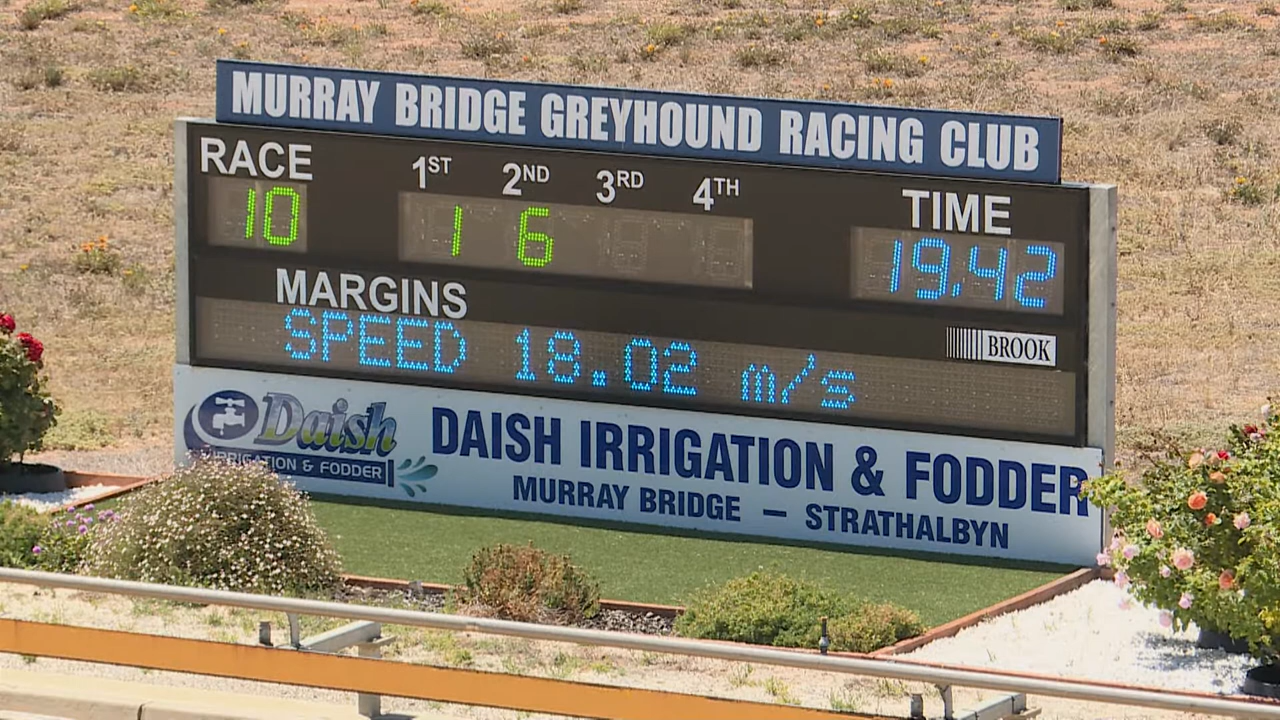 MURRAY BRIDGE GREYHOUND RACING CLUB
RACE 1ST 2ND 3RD 4TH TIME
10 1 6 19.42
MARGINS
SPEED 18.02 m/s
BROOK
Daish
IRRIGATION & FODDER
DAISH IRRIGATION & FODDER
MURRAY BRIDGE – STRATHALBYN